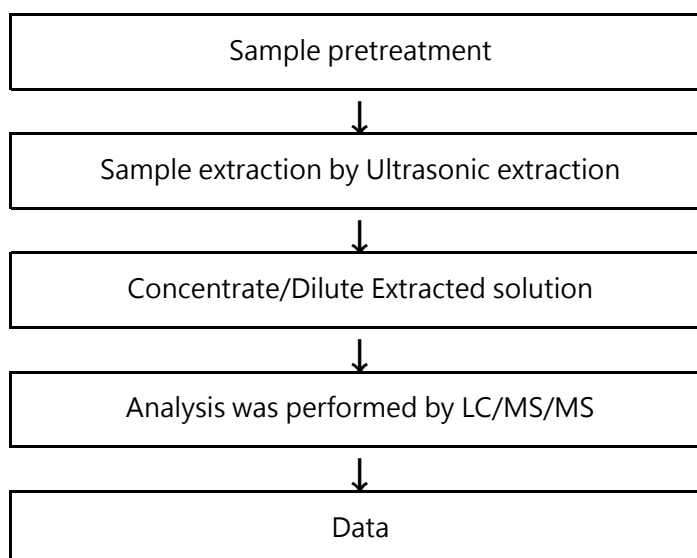 Sample pretreatment
↓
Sample extraction by Ultrasonic extraction
↓
Concentrate/Dilute Extracted solution
↓
Analysis was performed by LC/MS/MS
↓
Data